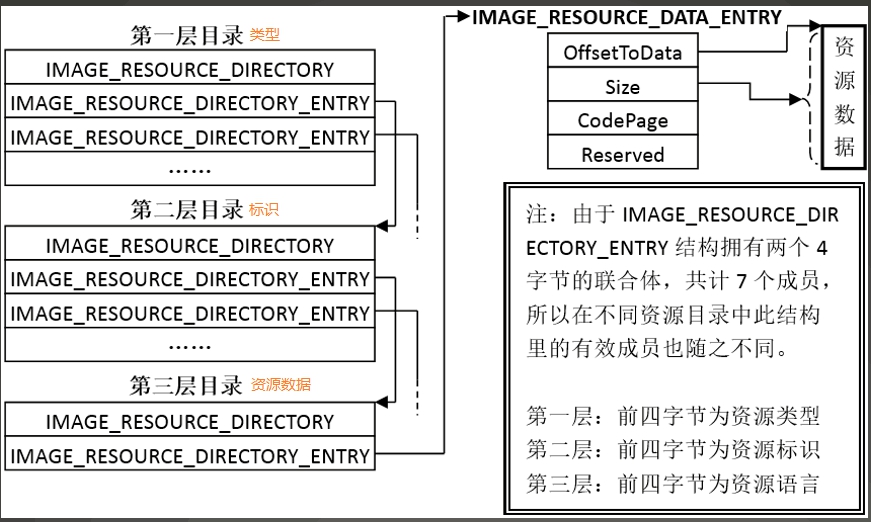 第一层目录 类型
IMAGE_RESOURCE_DIRECTORY
IMAGE_RESOURCE_DIRECTORY_ENTRY
IMAGE_RESOURCE_DIRECTORY_ENTRY
……
第二层目录 标识
IMAGE_RESOURCE_DIRECTORY
IMAGE_RESOURCE_DIRECTORY_ENTRY
IMAGE_RESOURCE_DIRECTORY_ENTRY
……
第三层目录 资源数据
IMAGE_RESOURCE_DIRECTORY
IMAGE_RESOURCE_DIRECTORY_ENTRY
IMAGE_RESOURCE_DATA_ENTRY
OffsetToData
Size
CodePage
Reserved
资
源
数
据
注：由于 IMAGE_RESOURCE_DIR
ECTORY_ENTRY 结构拥有两个 4
字节的联合体，共计 7 个成员，
所以在不同资源目录中此结构
里的有效成员也随之不同。
第一层：前四字节为资源类型
第二层：前四字节为资源标识
第三层：前四字节为资源语言